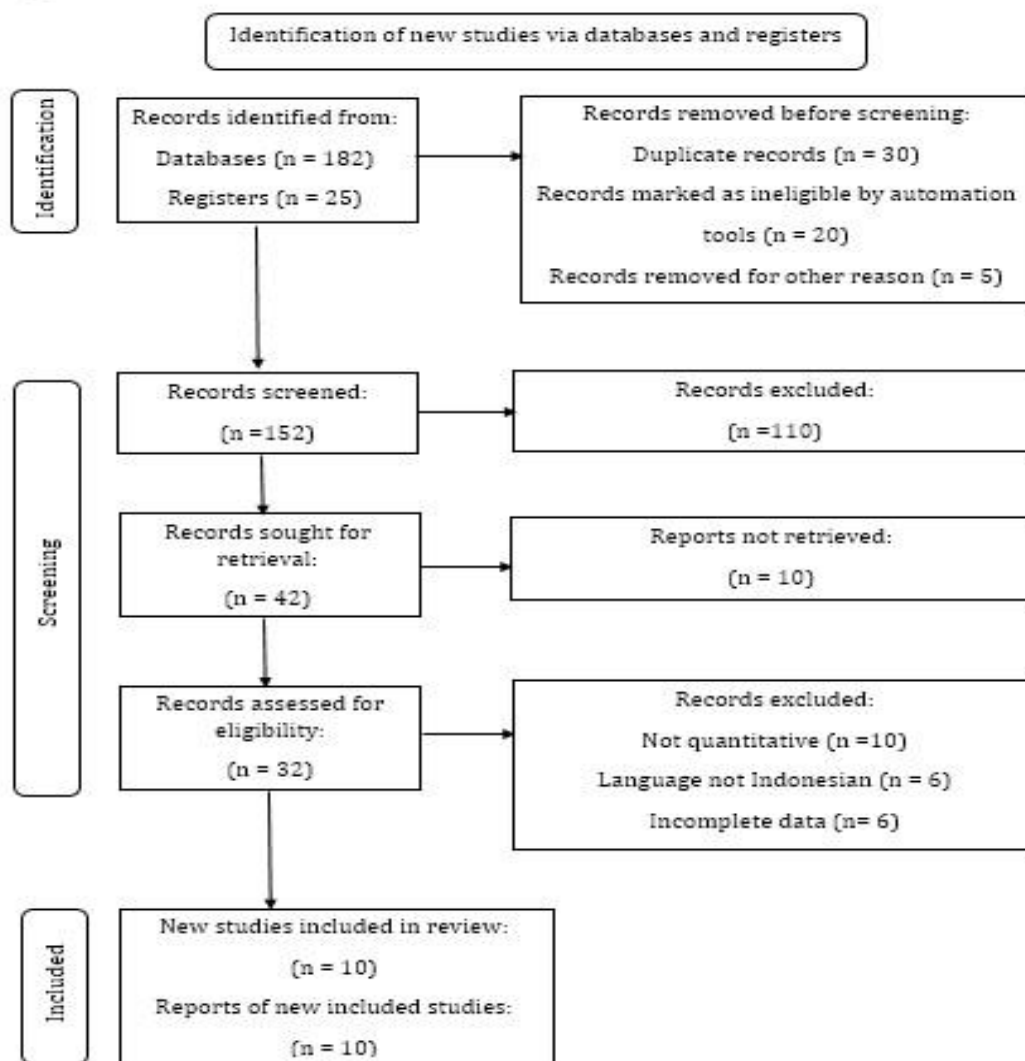 Identification of new studies via databases and registers
Identification
Records identified from:
Databases (n = 182)
Registers (n = 25)
Records removed before screening:
Duplicate records (n = 30)
Records marked as ineligible by automation
tools (n = 20)
Records removed for other reason (n = 5)
Screening
Records screened:
(n =152)
Records excluded:
(n =110)
Records sought for
retrieval:
(n = 42)
Reports not retrieved:
(n = 10)
Records assessed for
eligibility:
(n = 32)
Records excluded:
Not quantitative (n =10)
Language not Indonesian (n = 6)
Incomplete data (n= 6)
Included
New studies included in review:
(n = 10)
Reports of new included studies:
(n = 10)